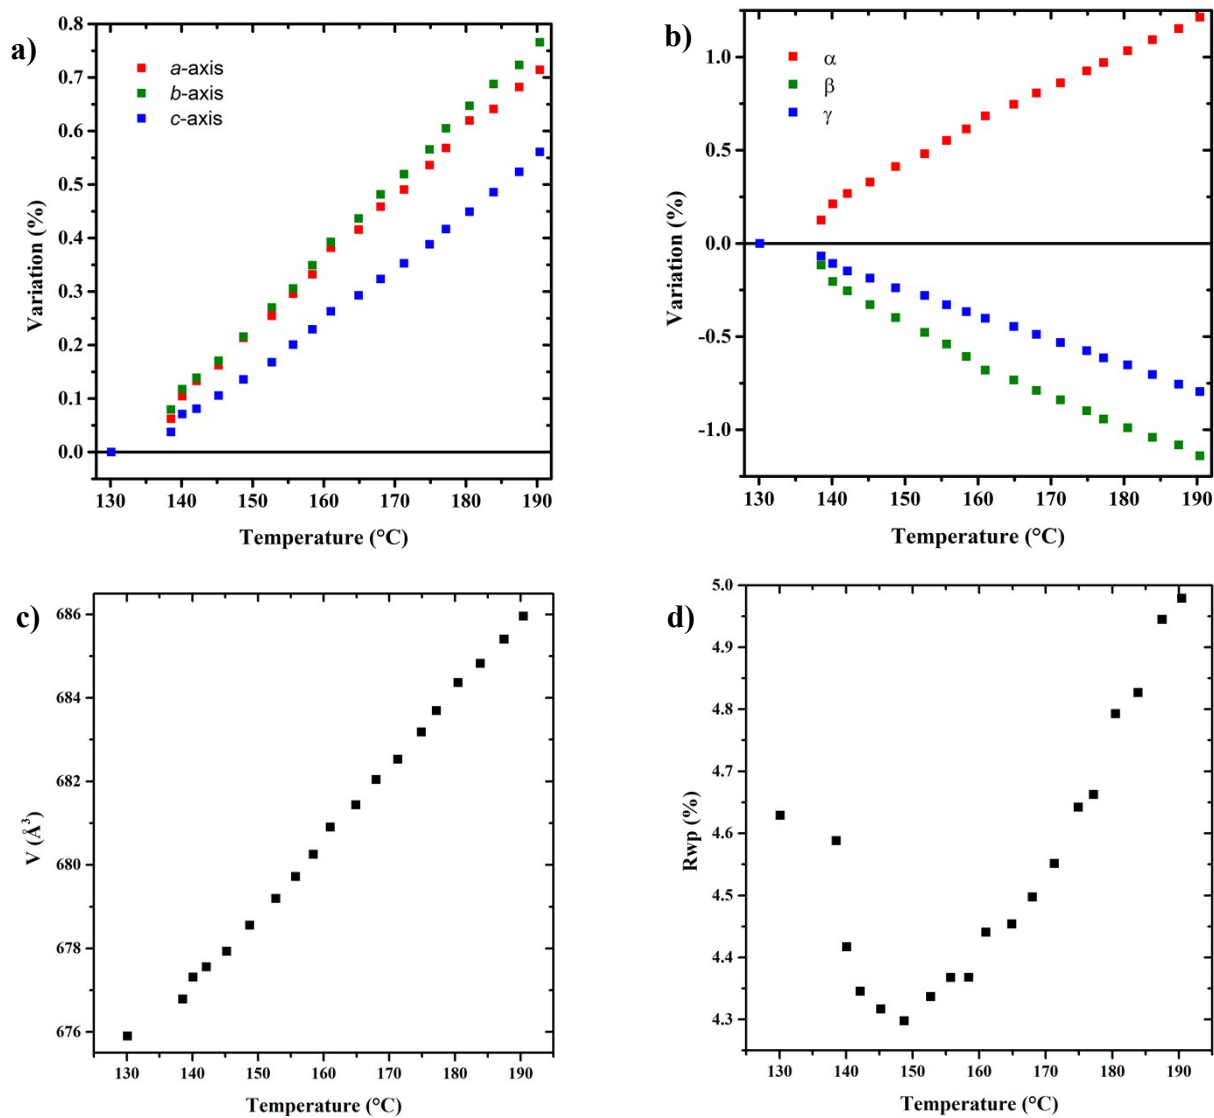 a)
0.8
0.7
0.6
0.5
0.4
0.3
0.2
0.1
0.0
Variation (%)
a-axis
b-axis
c-axis
130 140 150 160 170 180 190
Temperature (°C)
b)
1.0
0.5
0.0
-0.5
-1.0
Variation (%)
α
β
γ
130 140 150 160 170 180 190
Temperature (°C)
c)
686
684
682
680
678
676
V (Å³)
130 140 150 160 170 180 190
Temperature (°C)
d)
5.0
4.9
4.8
4.7
4.6
4.5
4.4
4.3
Rwp (%)
130 140 150 160 170 180 190
Temperature (°C)